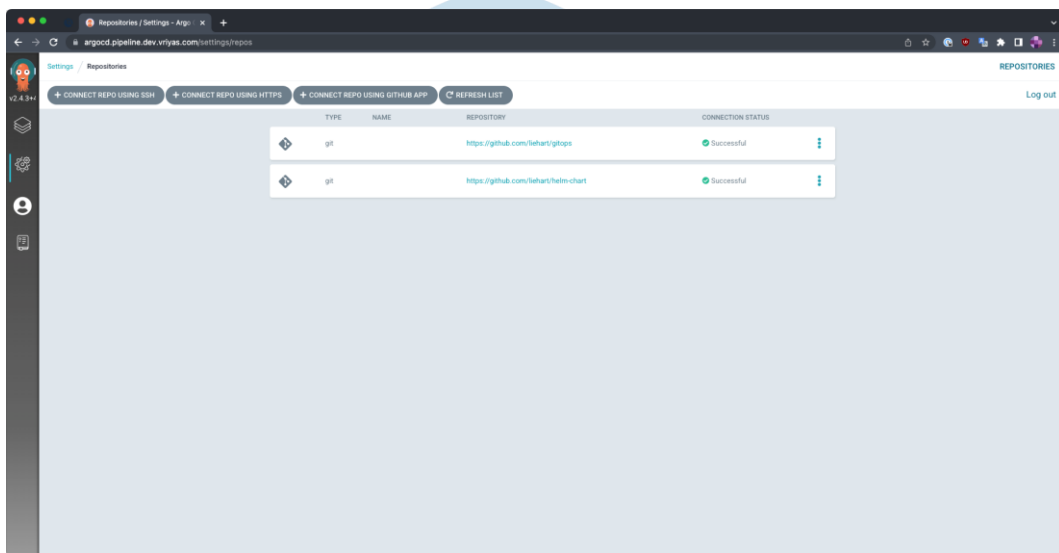 Repositories / Settings - Argo
argocd.pipeline.dev.vriyas.com/settings/repos
Settings / Repositories
REPOSITORIES
v2.4.3+
+ CONNECT REPO USING SSH
+ CONNECT REPO USING HTTPS
+ CONNECT REPO USING GITHUB APP
REFRESH LIST
Log out
TYPE NAME REPOSITORY CONNECTION STATUS
git https://github.com/liehart/gitops Successful
git https://github.com/liehart/helm-chart Successful